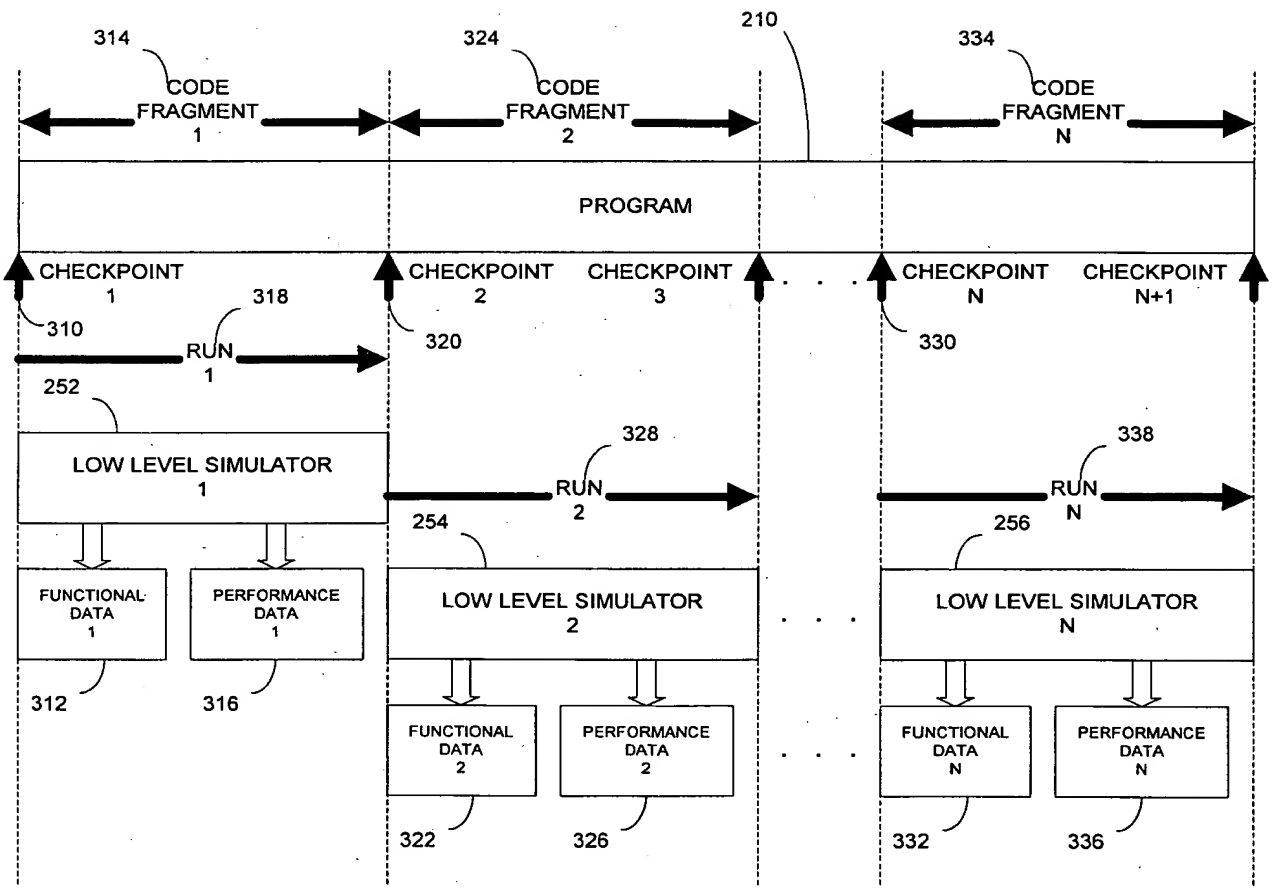 210
314
324
334
CODE
FRAGMENT
1
CODE
FRAGMENT
2
CODE
FRAGMENT
N
PROGRAM
CHECKPOINT
1
CHECKPOINT
2
CHECKPOINT
3
. . . .
CHECKPOINT
N
CHECKPOINT
N+1
310
318
320
330
RUN
1
252
LOW LEVEL SIMULATOR
1
328
RUN
2
338
RUN
N
254
256
FUNCTIONAL
DATA
1
PERFORMANCE
DATA
1
LOW LEVEL SIMULATOR
2
. . . .
LOW LEVEL SIMULATOR
N
312
316
FUNCTIONAL
DATA
2
PERFORMANCE
DATA
2
. . . .
FUNCTIONAL
DATA
N
PERFORMANCE
DATA
N
322
326
332
336